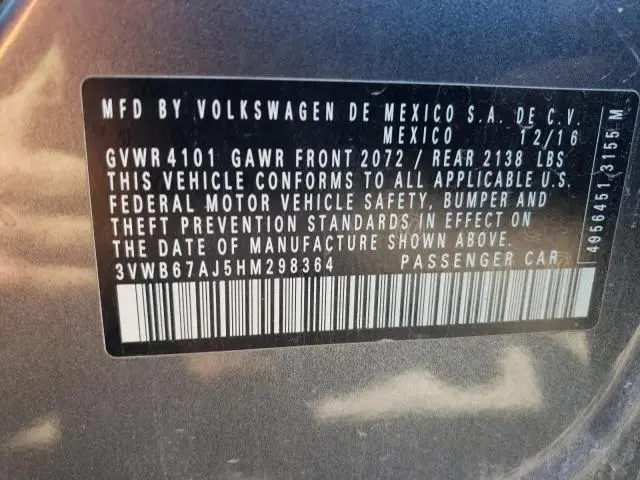 MFD BY VOLKSWAGEN DE MEXICO S.A. DE C.V.
MEXICO 12/16
GVWR 4101 GAWR FRONT 2072 / REAR 2138 LBS
THIS VEHICLE CONFORMS TO ALL APPLICABLE U.S.
FEDERAL MOTOR VEHICLE SAFETY, BUMPER AND
THEFT PREVENTION STANDARDS IN EFFECT ON
THE DATE OF MANUFACTURE SHOWN ABOVE.
3VWB67AJ5HM298364 PASSENGER CAR
4956451 3155 M